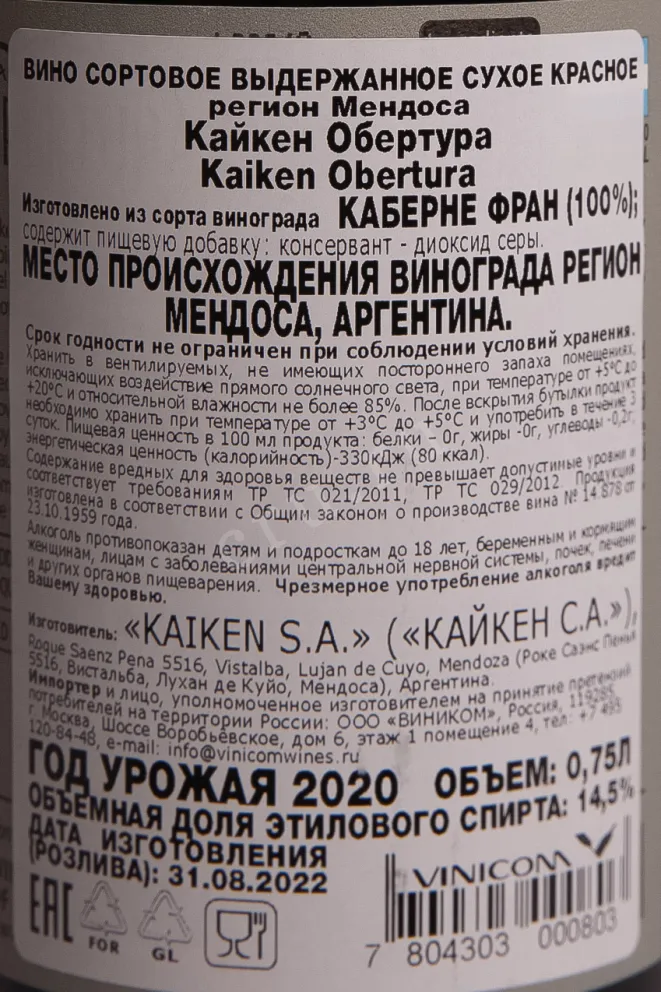 ВИНО СОРТОВОЕ ВЫДЕРЖАННОЕ СУХОЕ КРАСНОЕ
регион Мендоса
Кайкен Обертура
Kaiken Obertura
Изготовлено из сорта винограда КАБЕРНЕ ФРАН (100%);
содержит пищевую добавку: консервант - диоксид серы.
МЕСТО ПРОИСХОЖДЕНИЯ ВИНОГРАДА РЕГИОН
МЕНДОСА, АРГЕНТИНА.
Срок годности не ограничен при соблюдении условий хранения.
Хранить в вентилируемых, не имеющих постороннего запаха помещениях,
исключающих воздействие прямого солнечного света, при температуре от +5°С до
+20°С и относительной влажности не более 85%. После вскрытия бутылки продукт
необходимо хранить при температуре от +3°С до +5°С и употребить в течение 3
суток. Пищевая ценность в 100 мл продукта: белки – 0г, жиры -0г, углеводы -0,2г,
энергетическая ценность (калорийность)-330кДж (80 ккал).
Содержание вредных для здоровья веществ не превышает допустимые уровни и
соответствует требованиям ТР ТС 021/2011, ТР ТС 029/2012. Продукция
изготовлена в соответствии с Общим законом о производстве вина № 14.878 от
23.10.1959 года.
Алкоголь противопоказан детям и подросткам до 18 лет, беременным и кормящим
женщинам, лицам с заболеваниями центральной нервной системы, почек, печени
и других органов пищеварения. Чрезмерное употребление алкоголя вредит
Вашему здоровью.
Изготовитель: «KAIKEN S.A.» («КАЙКЕН С.А.»),
Roque Saenz Pena 5516, Vistalba, Lujan de Cuyo, Mendoza (Роке Саэнс Пенья
5516, Вистальба, Лухан де Куйо, Мендоса), Аргентина.
Импортер и лицо, уполномоченное изготовителем на принятие претензий
потребителей на территории России: ООО «ВИНИКОМ», Россия, 119285,
г. Москва, Шоссе Воробьёвское, дом 6, этаж 1 помещение 4, тел: +7 495
120-84-48, e-mail: info@vinicomwines.ru
ГОД УРОЖАЯ 2020 ОБЪЕМ: 0,75Л
ОБЪЕМНАЯ ДОЛЯ ЭТИЛОВОГО СПИРТА: 14,5%
ДАТА ИЗГОТОВЛЕНИЯ
(РОЗЛИВА): 31.08.2022
VINICOM
EAC
FOR
GL
7 804303 000803